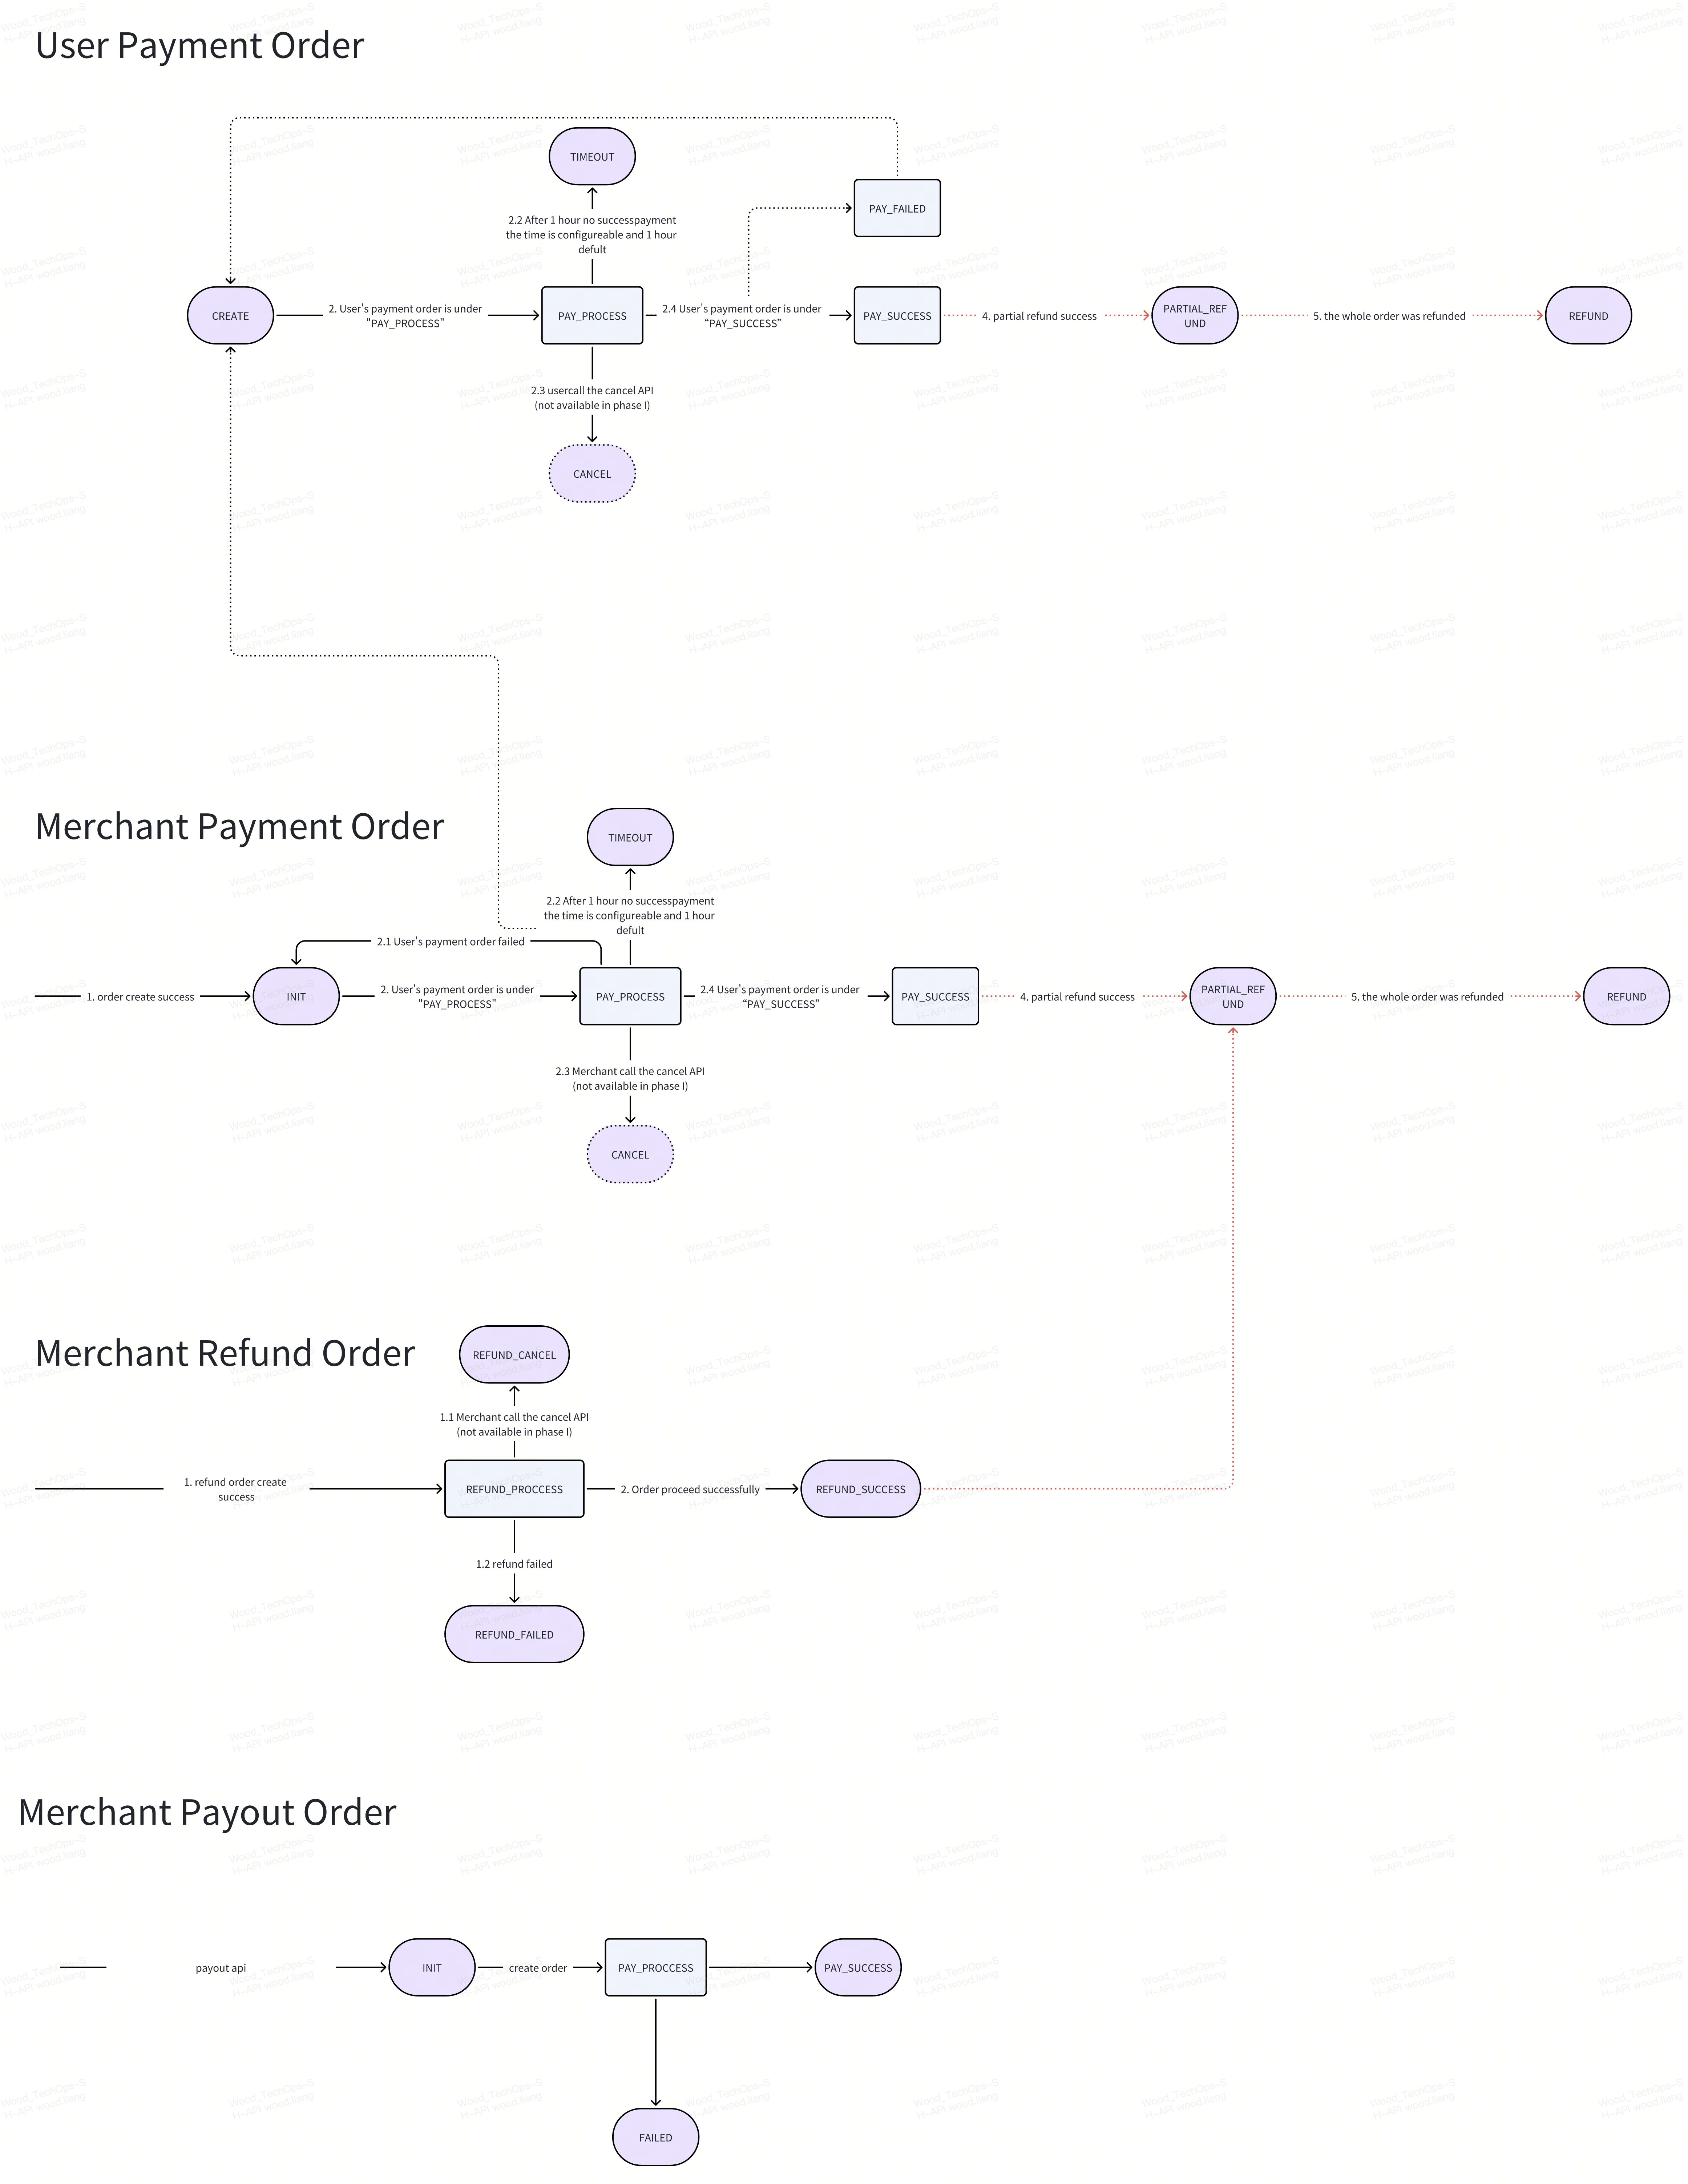 User Payment Order
TIMEOUT
2.2 After 1 hour no successpayment
the time is configureable and 1 hour
defult
PAY_FAILED
CREATE
2. User's payment order is under
"PAY_PROCESS"
PAY_PROCESS
2.4 User's payment order is under
“PAY_SUCCESS”
PAY_SUCCESS
4. partial refund success
PARTIAL_REF
UND
5. the whole order was refunded
REFUND
2.3 usercall the cancel API
(not available in phase I)
CANCEL
Merchant Payment Order
TIMEOUT
2.2 After 1 hour no successpayment
the time is configureable and 1 hour
defult
2.1 User's payment order failed
1. order create success
INIT
2. User's payment order is under
"PAY_PROCESS"
PAY_PROCESS
2.4 User's payment order is under
“PAY_SUCCESS”
PAY_SUCCESS
4. partial refund success
PARTIAL_REF
UND
5. the whole order was refunded
REFUND
2.3 Merchant call the cancel API
(not available in phase I)
CANCEL
Merchant Refund Order
REFUND_CANCEL
1.1 Merchant call the cancel API
(not available in phase I)
1. refund order create
success
REFUND_PROCCESS
2. Order proceed successfully
REFUND_SUCCESS
1.2 refund failed
REFUND_FAILED
Merchant Payout Order
payout api
INIT
create order
PAY_PROCCESS
PAY_SUCCESS
FAILED
Wood_TechOps-S
H-API wood.liang